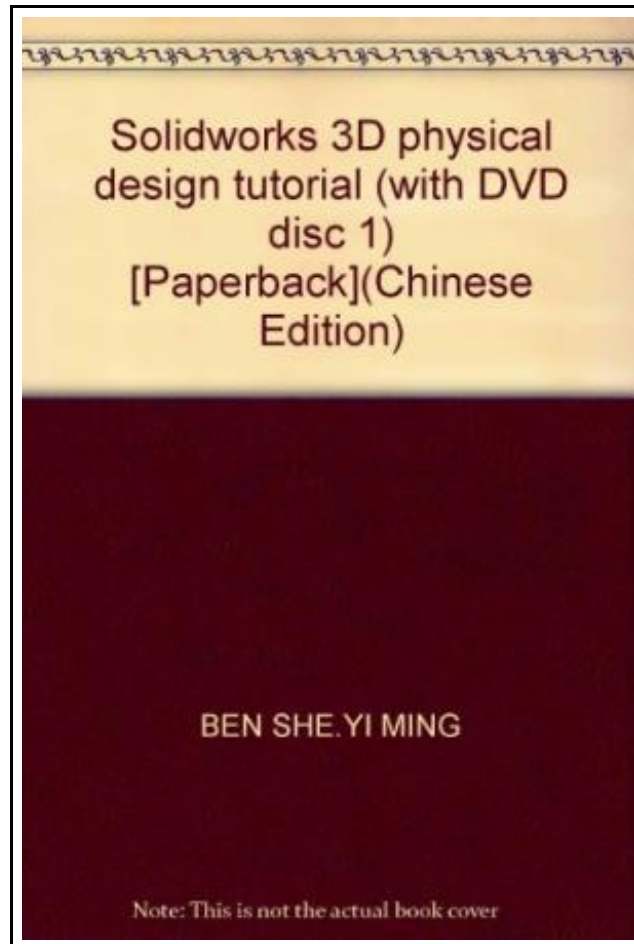 Solidworks 3D physical
design tutorial (with DVD
disc 1)
[Paperback](Chinese
Edition)
BEN SHE.YI MING
Note: This is not the actual book cover